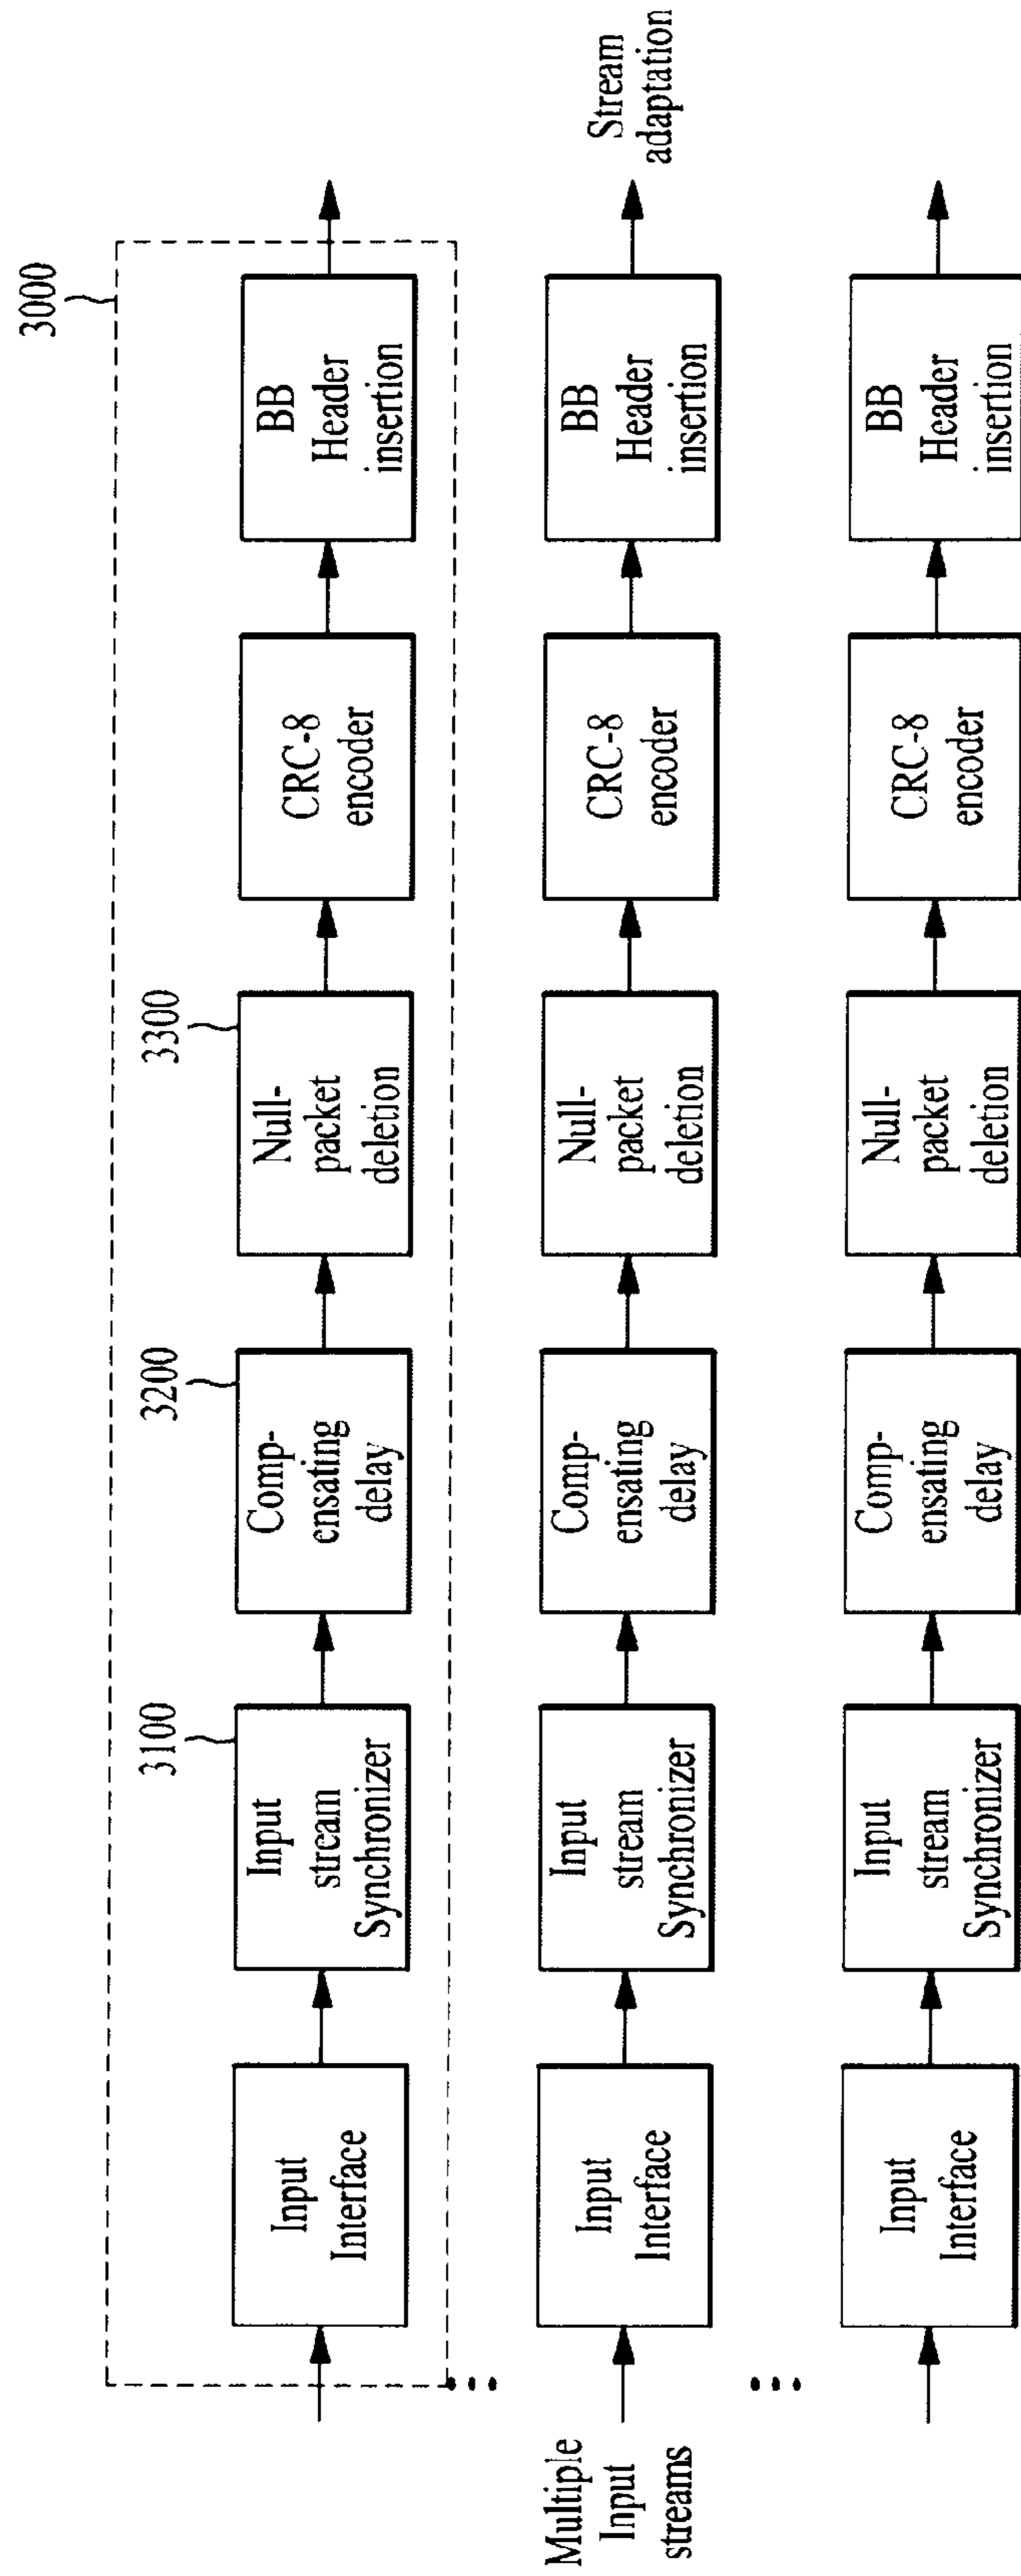 3000
3100
3200
3300
Input
Interface
Input
stream
Synchronizer
Comp-
ensating
delay
Null-
packet
deletion
CRC-8
encoder
BB
Header
insertion
...
Multiple
Input
streams
Input
Interface
Input
stream
Synchronizer
Comp-
ensating
delay
Null-
packet
deletion
CRC-8
encoder
BB
Header
insertion
Stream
adaptation
...
Input
Interface
Input
stream
Synchronizer
Comp-
ensating
delay
Null-
packet
deletion
CRC-8
encoder
BB
Header
insertion